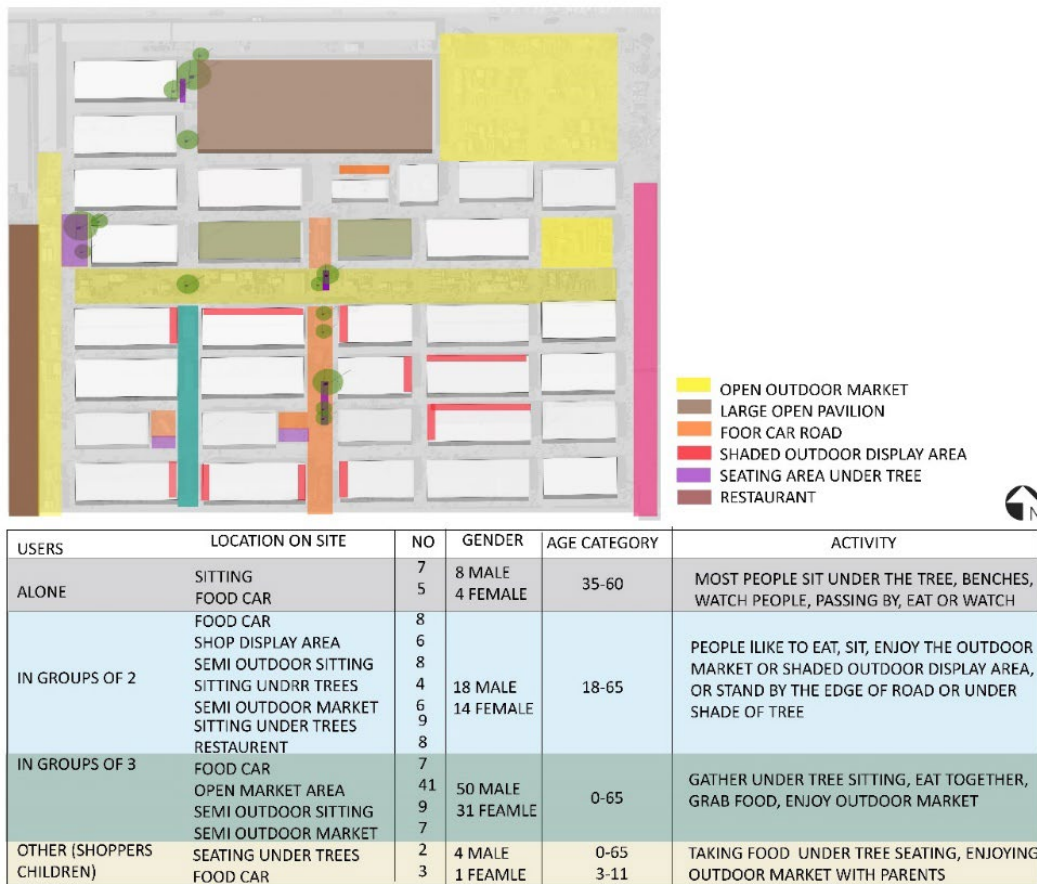 OPEN OUTDOOR MARKET
LARGE OPEN PAVILION
FOOR CAR ROAD
SHADED OUTDOOR DISPLAY AREA
SEATING AREA UNDER TREE
RESTAURANT
N
USERS LOCATION ON SITE NO GENDER AGE CATEGORY ACTIVITY
ALONE
SITTING 7
FOOD CAR 5
8 MALE
4 FEMALE
35-60
MOST PEOPLE SIT UNDER THE TREE, BENCHES,
WATCH PEOPLE, PASSING BY, EAT OR WATCH
IN GROUPS OF 2
FOOD CAR 8
SHOP DISPLAY AREA 6
SEMI OUTDOOR SITTING 8
SITTING UNDRR TREES 4
SEMI OUTDOOR MARKET 6
SITTING UNDER TREES 9
RESTAURENT 8
18 MALE
14 FEMALE
18-65
PEOPLE İLIKE TO EAT, SIT, ENJOY THE OUTDOOR
MARKET OR SHADED OUTDOOR DISPLAY AREA,
OR STAND BY THE EDGE OF ROAD OR UNDER
SHADE OF TREE
IN GROUPS OF 3
FOOD CAR 7
OPEN MARKET AREA 41
SEMI OUTDOOR SITTING 9
SEMI OUTDOOR MARKET 7
50 MALE
31 FEAMLE
0-65
GATHER UNDER TREE SITTING, EAT TOGETHER,
GRAB FOOD, ENJOY OUTDOOR MARKET
OTHER (SHOPPERS
CHILDREN)
SEATING UNDER TREES 2
FOOD CAR 3
4 MALE
1 FEAMLE
0-65
3-11
TAKING FOOD UNDER TREE SEATING, ENJOYING
OUTDOOR MARKET WITH PARENTS